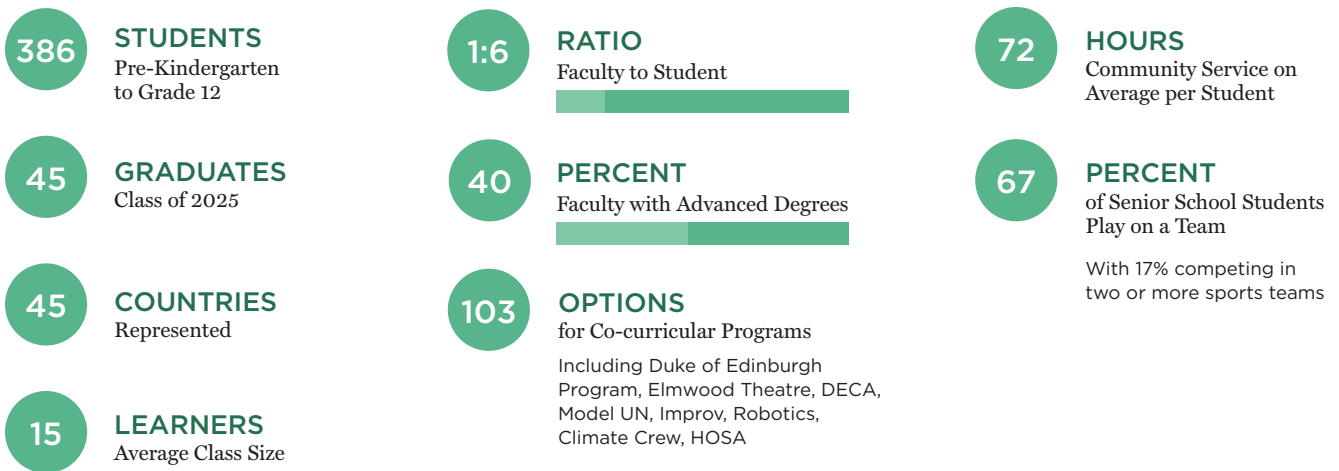 386
STUDENTS
Pre-Kindergarten
to Grade 12
45
GRADUATES
Class of 2025
45
COUNTRIES
Represented
15
LEARNERS
Average Class Size
1:6
RATIO
Faculty to Student
40
PERCENT
Faculty with Advanced Degrees
103
OPTIONS
for Co-curricular Programs
Including Duke of Edinburgh
Program, Elmwood Theatre, DECA,
Model UN, Improv, Robotics,
Climate Crew, HOSA
72
HOURS
Community Service on
Average per Student
67
PERCENT
of Senior School Students
Play on a Team
With 17% competing in
two or more sports teams